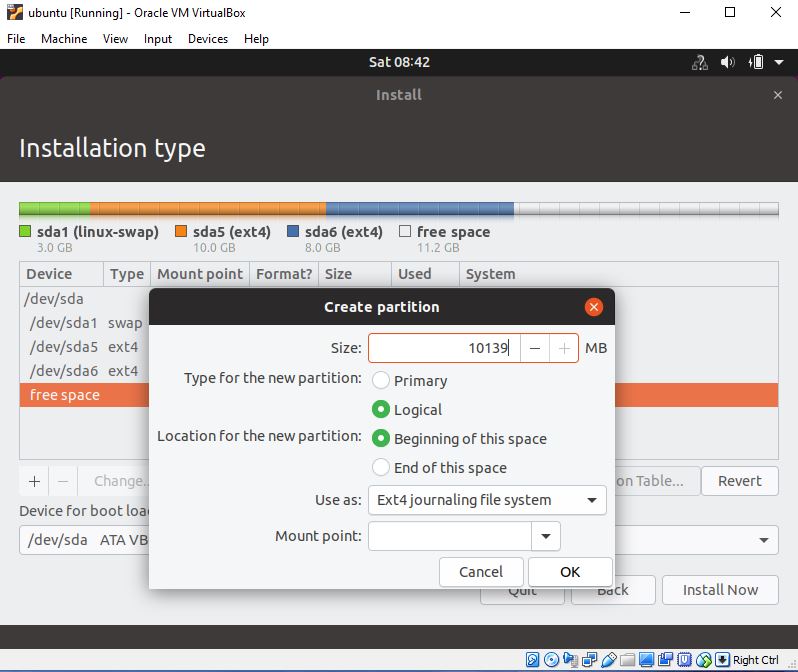 ubuntu [Running] - Oracle VM VirtualBox
File Machine View Input Devices Help
Sat 08:42
Install
Installation type
sda1 (linux-swap) sda5 (ext4) sda6 (ext4) free space
3.0 GB 10.0 GB 8.0 GB 11.2 GB
Device Type Mount point Format? Size Used System
/dev/sda
/dev/sda1 swap
/dev/sda5 ext4
/dev/sda6 ext4
free space
Create partition
Size: 10139 MB
Type for the new partition: Primary
Logical
Location for the new partition: Beginning of this space
End of this space
Use as: Ext4 journaling file system
Mount point:
Cancel OK
+ − Change.. on Table... Revert
Device for boot loa
/dev/sda ATA VB
Quit Back Install Now
Right Ctrl